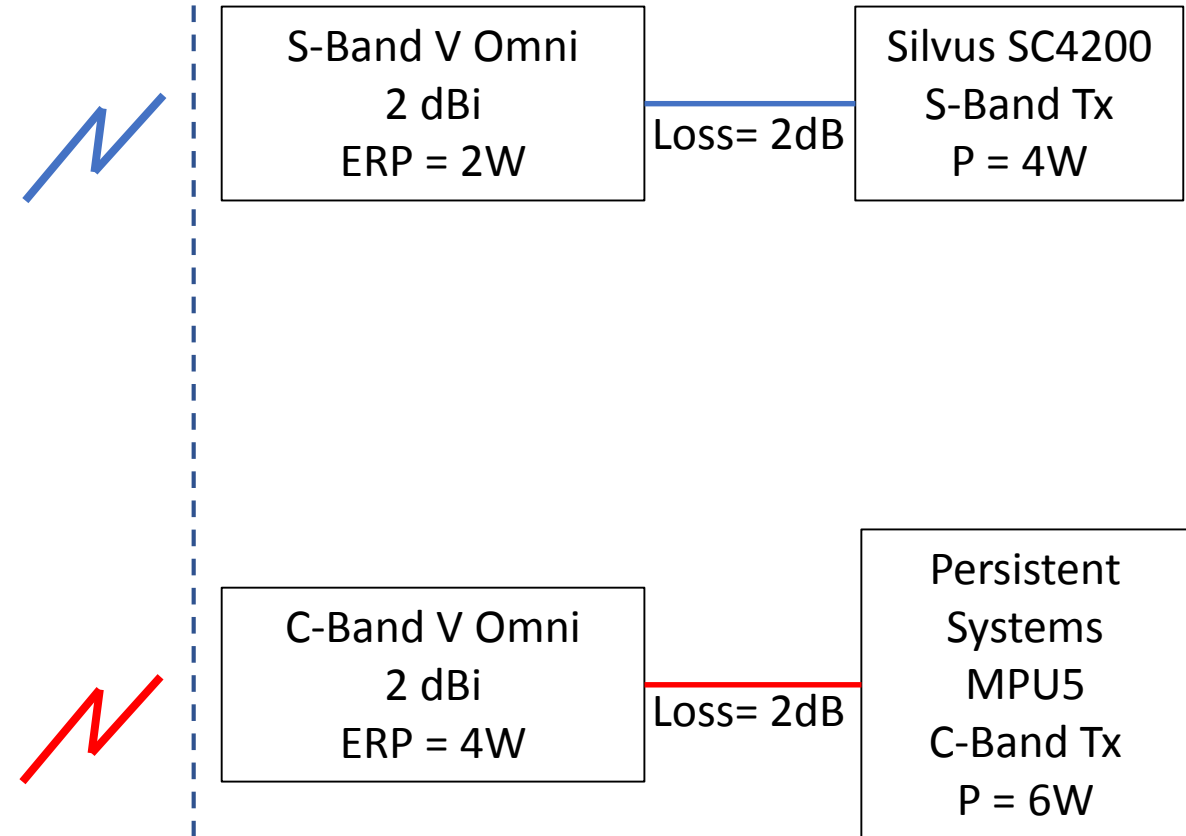 S-Band V Omni
2 dBi
ERP = 2W
Loss= 2dB
Silvus SC4200
S-Band Tx
P = 4W
C-Band V Omni
2 dBi
ERP = 4W
Loss= 2dB
Persistent
Systems
MPU5
C-Band Tx
P = 6W